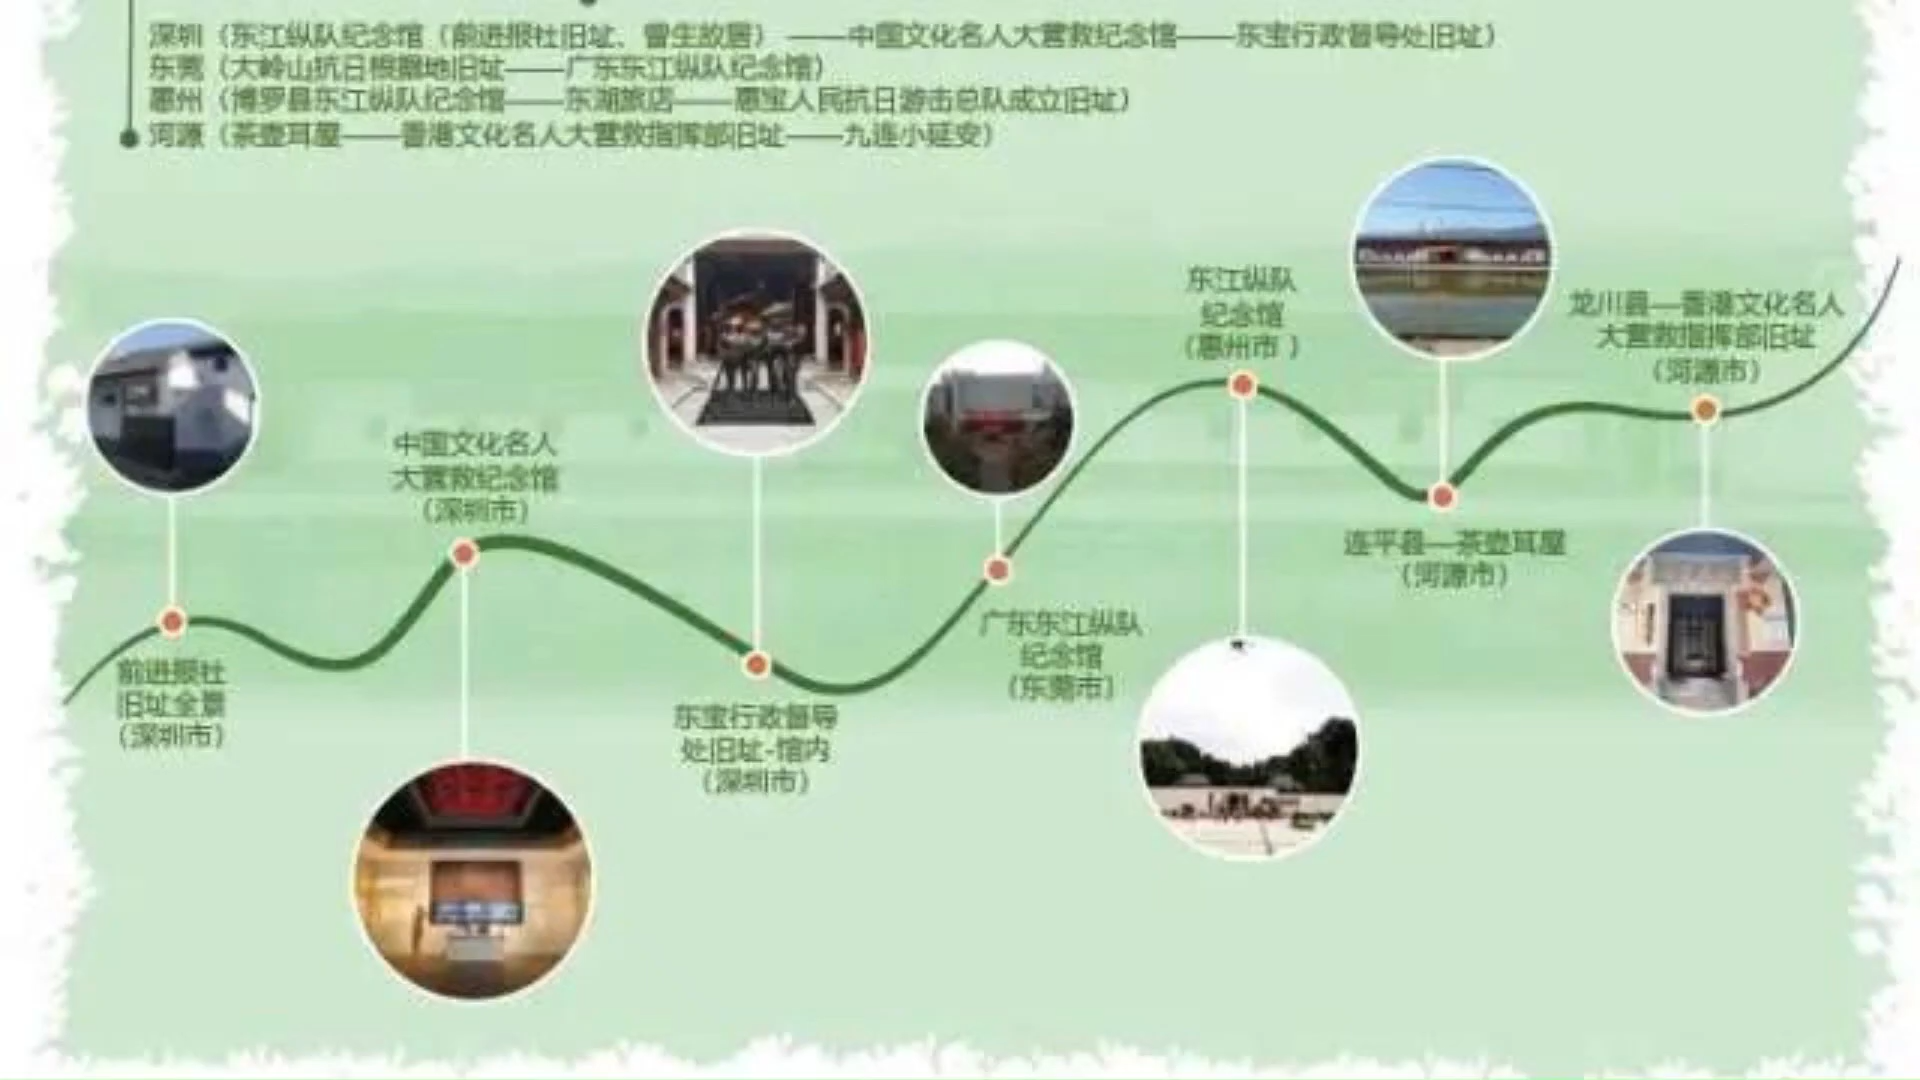 深圳（东江纵队纪念馆（前进报社旧址、曾生故居） ——中国文化名人大营救纪念馆——东宝行政督导处旧址）
东莞（大岭山抗日根据地旧址——广东东江纵队纪念馆）
惠州（博罗县东江纵队纪念馆——东湖旅店——惠宝人民抗日游击总队成立旧址）
河源（茶壶耳屋——香港文化名人大营救指挥部旧址——九连小延安）
前进报社
旧址全景
（深圳市）
中国文化名人
大营救纪念馆
（深圳市）
东宝行政督导
处旧址-馆内
（深圳市）
广东东江纵队
纪念馆
（东莞市）
东江纵队
纪念馆
（惠州市 ）
连平县—茶壶耳屋
（河源市）
龙川县—香港文化名人
大营救指挥部旧址
（河源市）